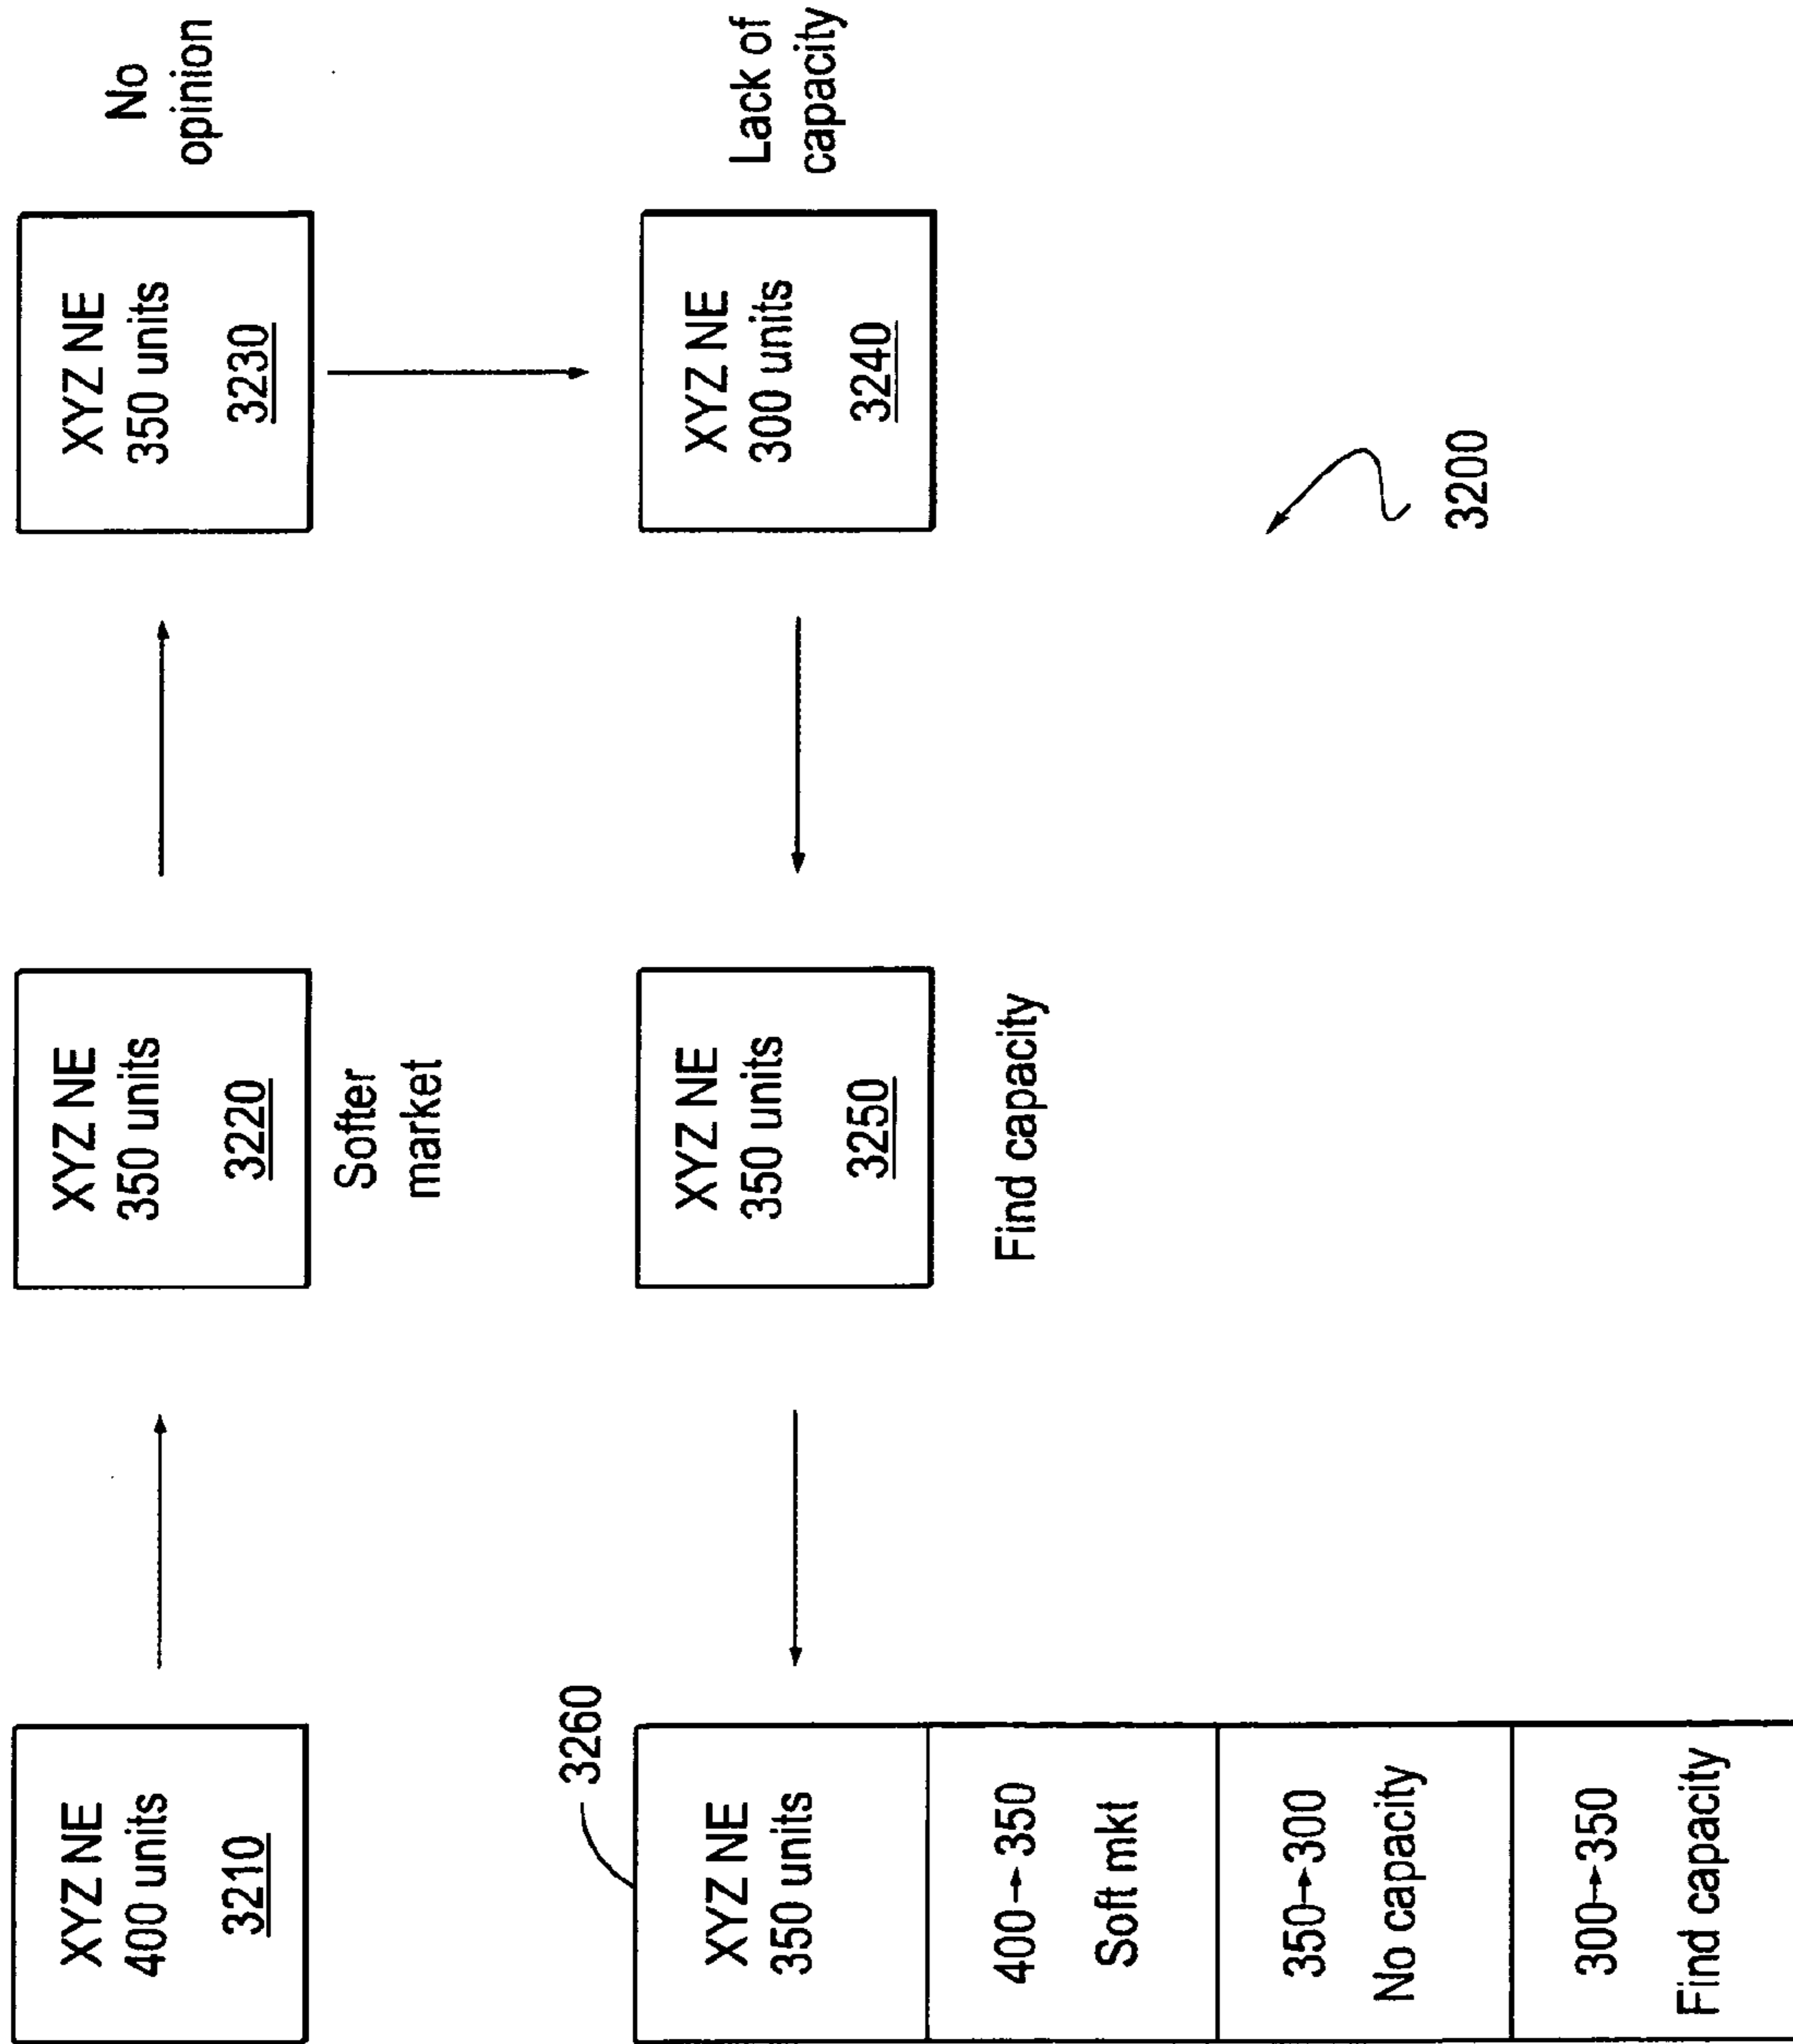 XYZ NE
400 units
3210
XYZ NE
350 units
3220
Softer
market
XYZ NE
350 units
3230
No
opinion
XYZ NE
300 units
3240
Lack of
capacity
XYZ NE
350 units
3250
Find capacity
3260
XYZ NE
350 units
400→350
Soft mkt
350→300
No capacity
300→350
Find capacity
3200